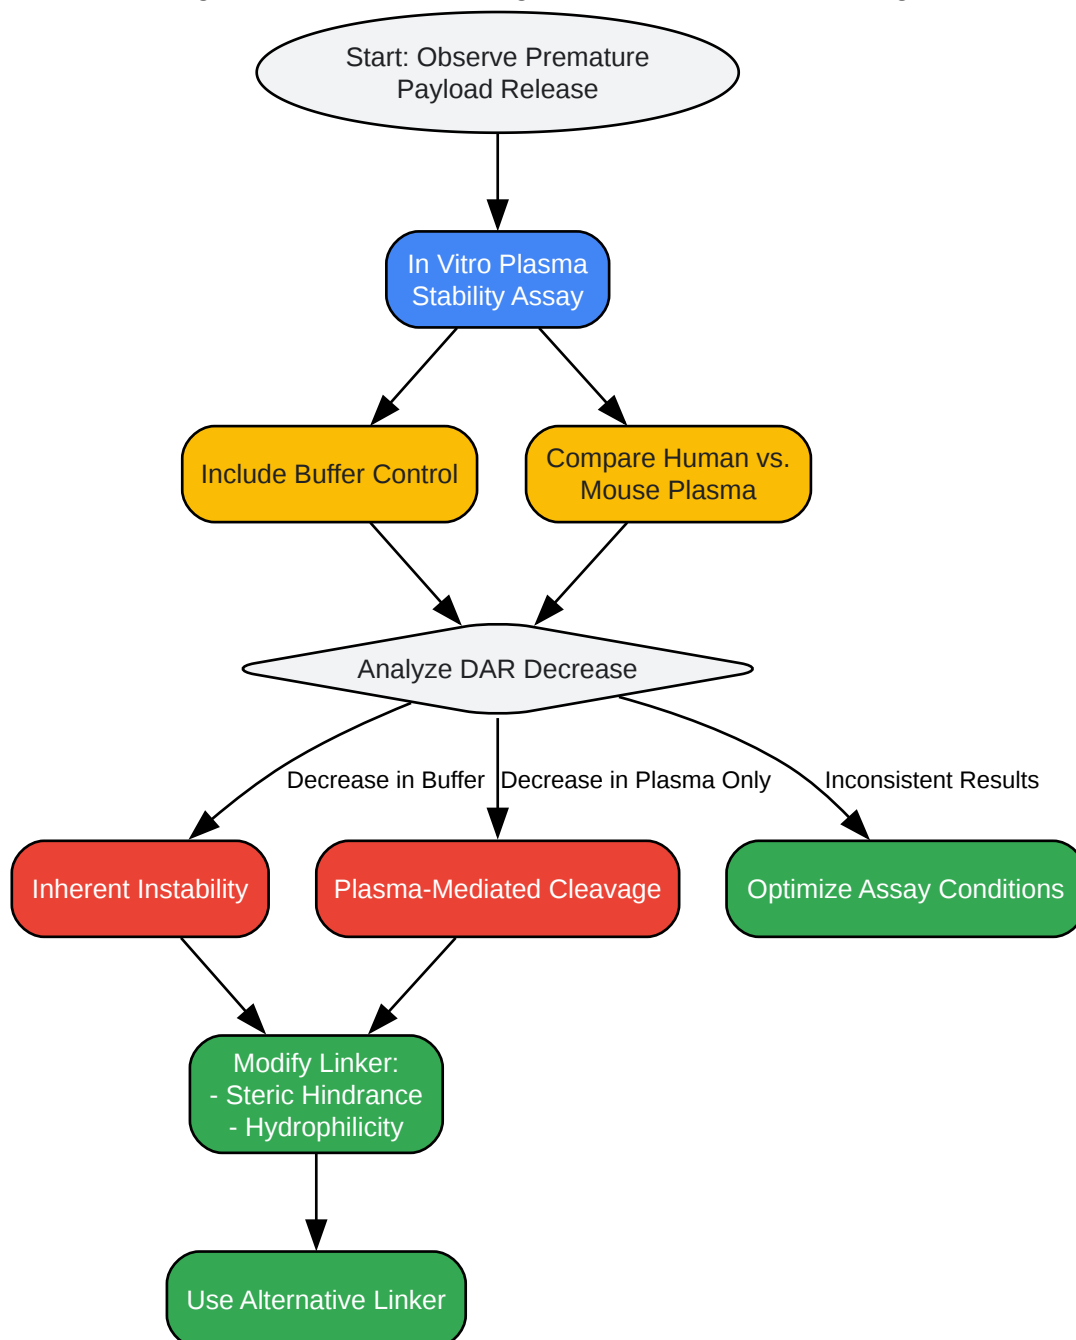 Start: Observe Premature
Payload Release
In Vitro Plasma
Stability Assay
Include Buffer Control
Compare Human vs.
Mouse Plasma
Analyze DAR Decrease
Decrease in Buffer
Decrease in Plasma Only
Inconsistent Results
Inherent Instability
Plasma-Mediated Cleavage
Optimize Assay Conditions
Modify Linker:
- Steric Hindrance
- Hydrophilicity
Use Alternative Linker